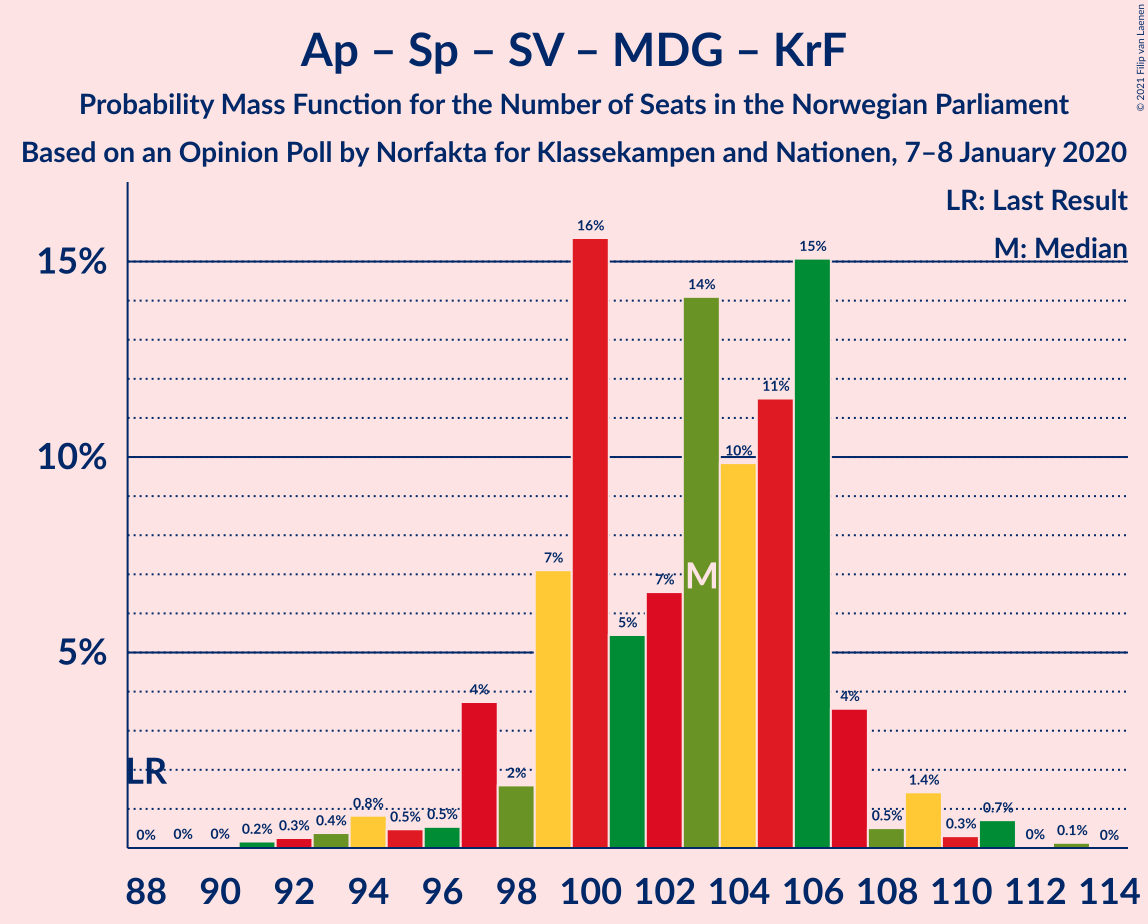 Ap – Sp – SV – MDG – KrF
Probability Mass Function for the Number of Seats in the Norwegian Parliament
Based on an Opinion Poll by Norfakta for Klassekampen and Nationen, 7–8 January 2020
© 2021 Filip van Laenen
LR: Last Result
M: Median
15%
10%
5%
LR
M
0% 0% 0% 0.2% 0.3% 0.4% 0.8% 0.5% 0.5% 4% 2% 7% 16% 5% 7% 14% 10% 11% 15% 4% 0.5% 1.4% 0.3% 0.7% 0% 0.1% 0%
88 90 92 94 96 98 100 102 104 106 108 110 112 114